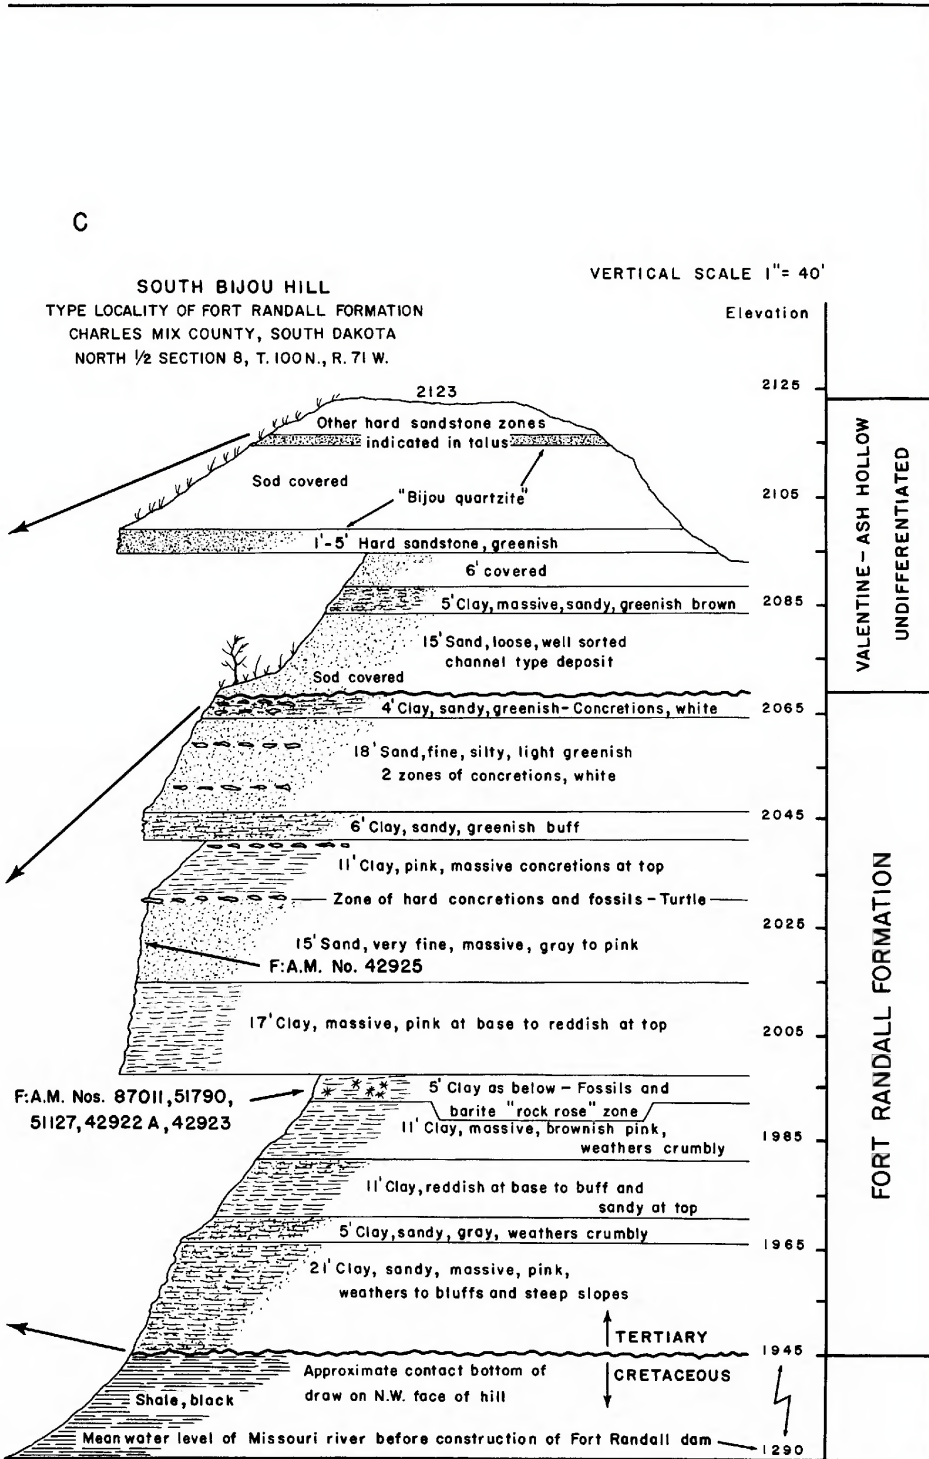 C
SOUTH BIJOU HILL
TYPE LOCALITY OF FORT RANDALL FORMATION
CHARLES MIX COUNTY, SOUTH DAKOTA
NORTH 1/2 SECTION 8, T. 100 N., R. 71 W.
VERTICAL SCALE 1" = 40'
Elevation
2123
Other hard sandstone zones
indicated in talus
Sod covered
"Bijou quartzite"
1'-5' Hard sandstone, greenish
6' covered
5' Clay, massive, sandy, greenish brown
15' Sand, loose, well sorted
channel type deposit
Sod covered
4' Clay, sandy, greenish - Concretions, white
18' Sand, fine, silty, light greenish
2 zones of concretions, white
6' Clay, sandy, greenish buff
11' Clay, pink, massive concretions at top
Zone of hard concretions and fossils - Turtle
15' Sand, very fine, massive, gray to pink
F:A.M. No. 42925
17' Clay, massive, pink at base to reddish at top
F:A.M. Nos. 87011, 51790,
51127, 42922 A, 42923
5' Clay as below - Fossils and
barite "rock rose" zone
11' Clay, massive, brownish pink,
weathers crumbly
11' Clay, reddish at base to buff and
sandy at top
5' Clay, sandy, gray, weathers crumbly
21' Clay, sandy, massive, pink,
weathers to bluffs and steep slopes
TERTIARY
CRETACEOUS
Approximate contact bottom of
draw on N.W. face of hill
Shale, black
Mean water level of Missouri river before construction of Fort Randall dam
2125
2105
2085
2065
2045
2025
2005
1985
1965
1945
1290
VALENTINE - ASH HOLLOW
UNDIFFERENTIATED
FORT RANDALL FORMATION